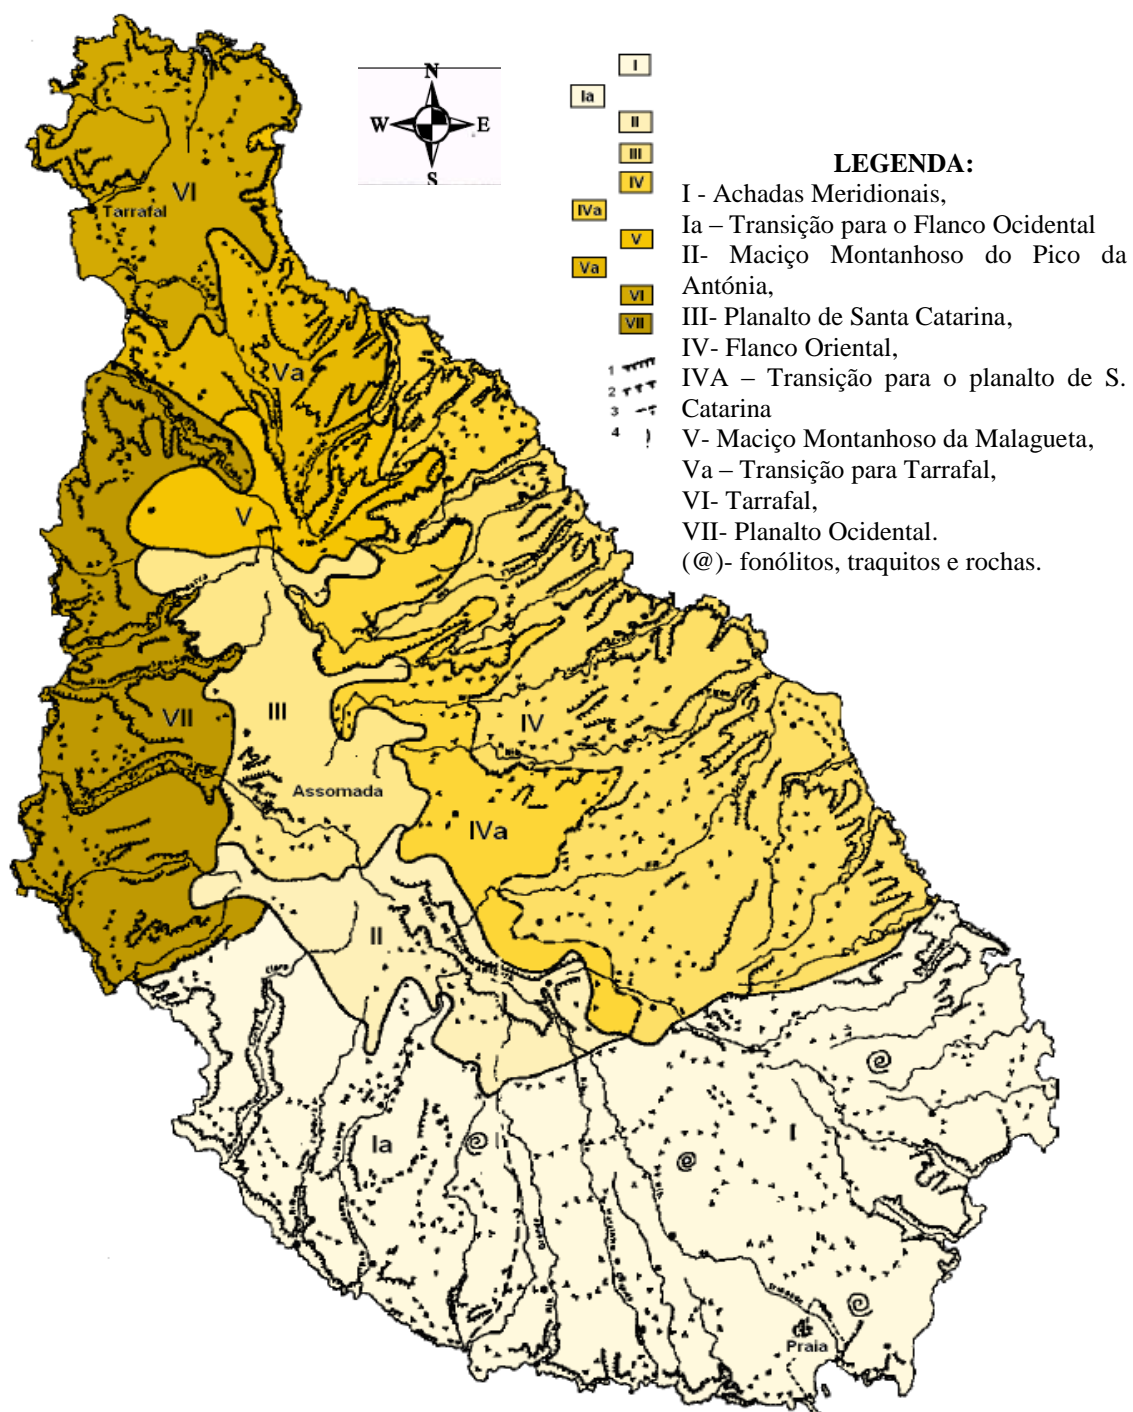 N
W E
S
I
Ia
II
III
IV
IVa
V
Va
VI
VII
1
2
3
4
LEGENDA:
I - Achadas Meridionais,
Ia – Transição para o Flanco Ocidental
II- Maciço Montanhoso do Pico da
Antónia,
III- Planalto de Santa Catarina,
IV- Flanco Oriental,
IVA – Transição para o planalto de S.
Catarina
V- Maciço Montanhoso da Malagueta,
Va – Transição para Tarrafal,
VI- Tarrafal,
VII- Planalto Ocidental.
(@)- fonólitos, traquitos e rochas.
VI
Tarrafal
Va
V
VII
III
IV
Assomada
IVa
II
Ia
I
I
Praia